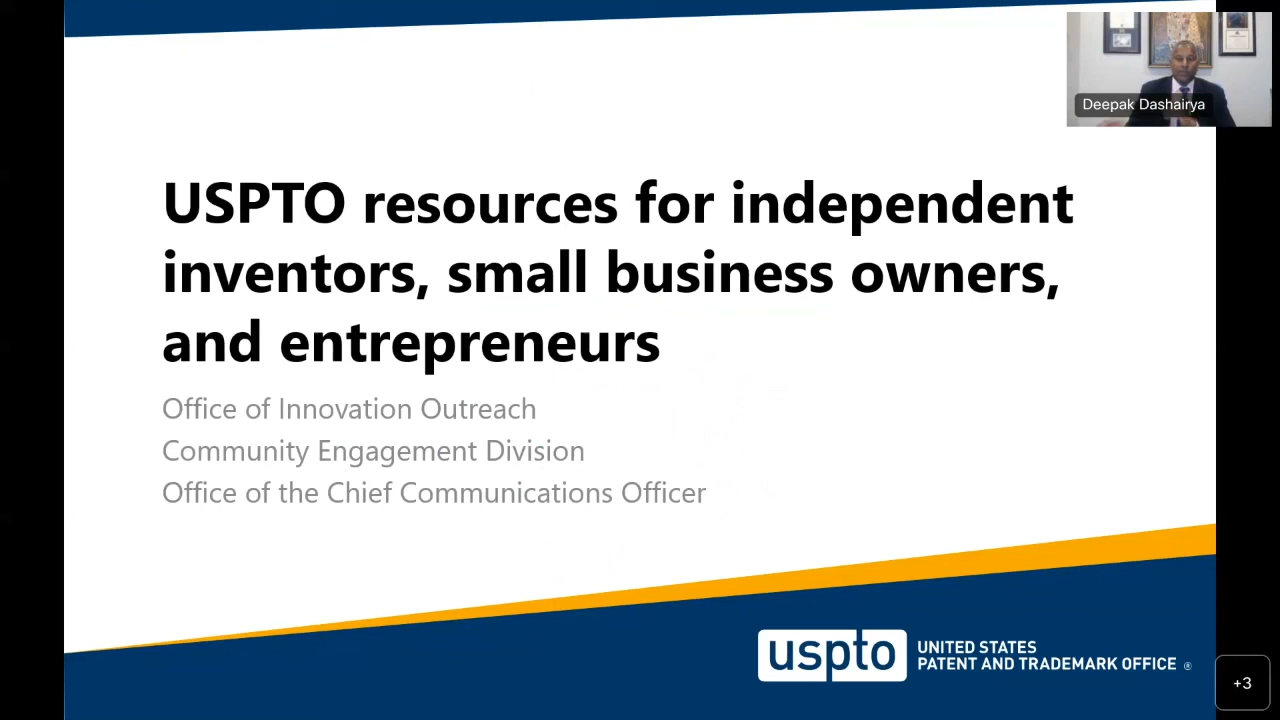 Deepak Dashairya
USPTO resources for independent
inventors, small business owners,
and entrepreneurs
Office of Innovation Outreach
Community Engagement Division
Office of the Chief Communications Officer
uspto
UNITED STATES
PATENT AND TRADEMARK OFFICE ®
+3